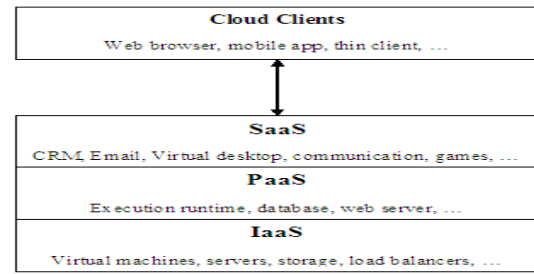 Cloud Clients
Web browser, mobile app, thin client, …
SaaS
CRM, Email, Virtual desktop, communication, games, …
PaaS
Execution runtime, database, web server, …
IaaS
Virtual machines, servers, storage, load balancers, …